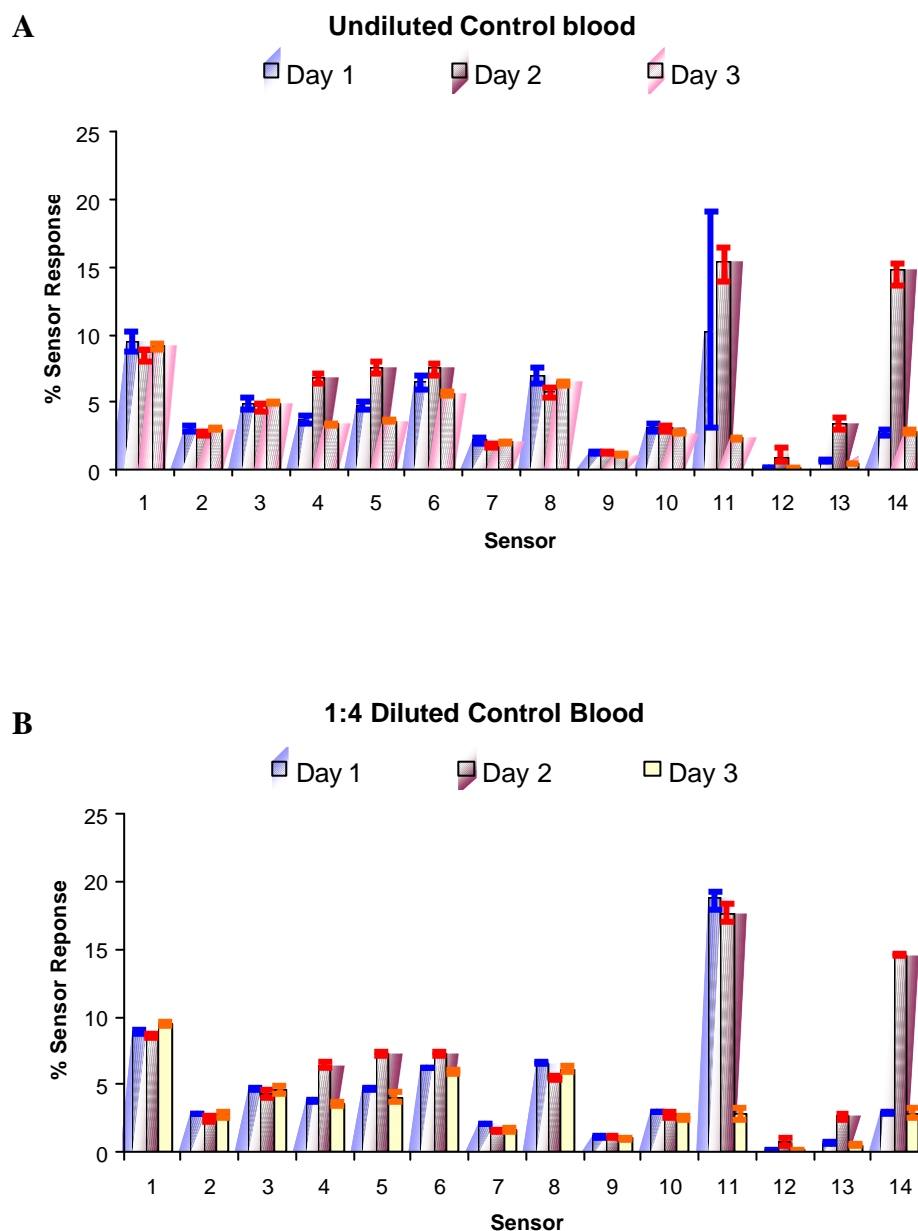 A
Undiluted Control blood
Day 1 Day 2 Day 3
25
20
15
10
5
0
% Sensor Response
1 2 3 4 5 6 7 8 9 10 11 12 13 14
Sensor
B
1:4 Diluted Control Blood
Day 1 Day 2 Day 3
25
20
15
10
5
0
% Sensor Reponse
1 2 3 4 5 6 7 8 9 10 11 12 13 14
Sensor